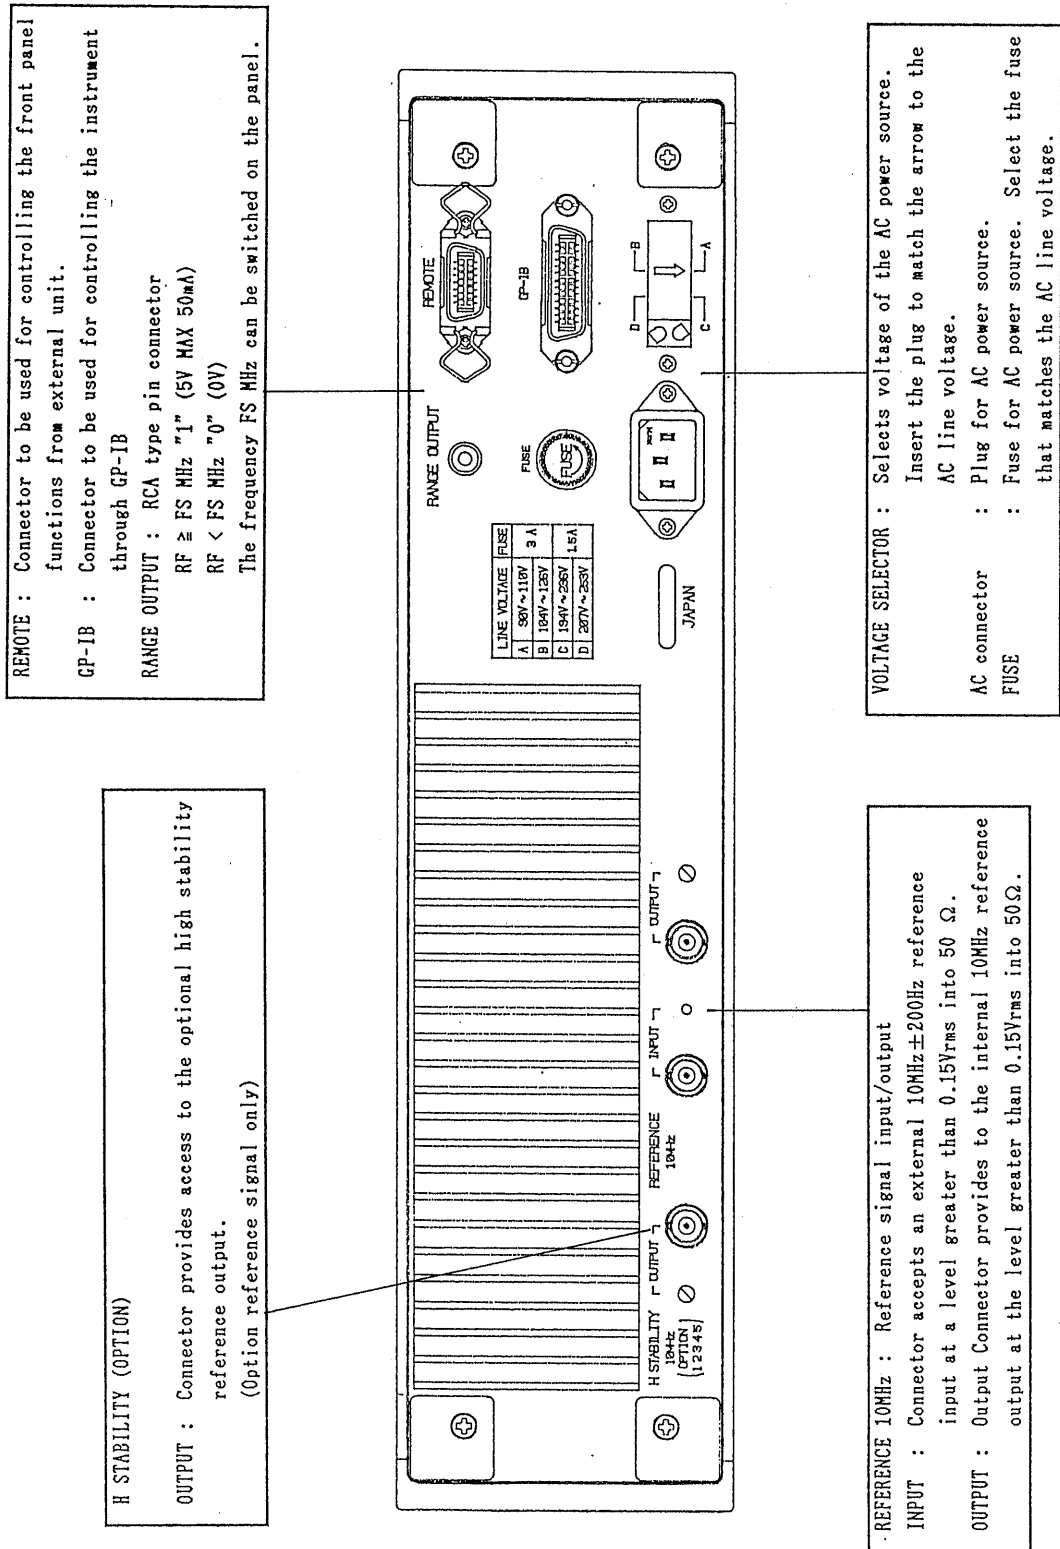 H STABILITY (OPTION)
OUTPUT : Connector provides access to the optional high stability
reference output.
(Option reference signal only)
REMOTE : Connector to be used for controlling the front panel
functions from external unit.
GP-IB : Connector to be used for controlling the instrument
through GP-IB
RANGE OUTPUT : RCA type pin connector
RF ≥ FS MHz "1" (5V MAX 50mA)
RF < FS MHz "0" (0V)
The frequency FS MHz can be switched on the panel.
RANGE OUTPUT
REMOTE
LINE VOLTAGE FUSE
A 90V~110V 3A
B 104V~126V
C 194V~236V 1.5A
D 207V~253V
FUSE
FUSE
GP-IB
JAPAN
D B
C A
H STABILITY
10MHz
(OPTION
12345)
OUTPUT
REFERENCE
10MHz
INPUT
OUTPUT
REFERENCE 10MHz : Reference signal input/output
INPUT : Connector accepts an external 10MHz±200Hz reference
input at a level greater than 0.15Vrms into 50 Ω.
OUTPUT : Output Connector provides to the internal 10MHz reference
output at the level greater than 0.15Vrms into 50Ω.
VOLTAGE SELECTOR : Selects voltage of the AC power source.
Insert the plug to match the arrow to the
AC line voltage.
AC connector : Plug for AC power source.
FUSE : Fuse for AC power source. Select the fuse
that matches the AC line voltage.